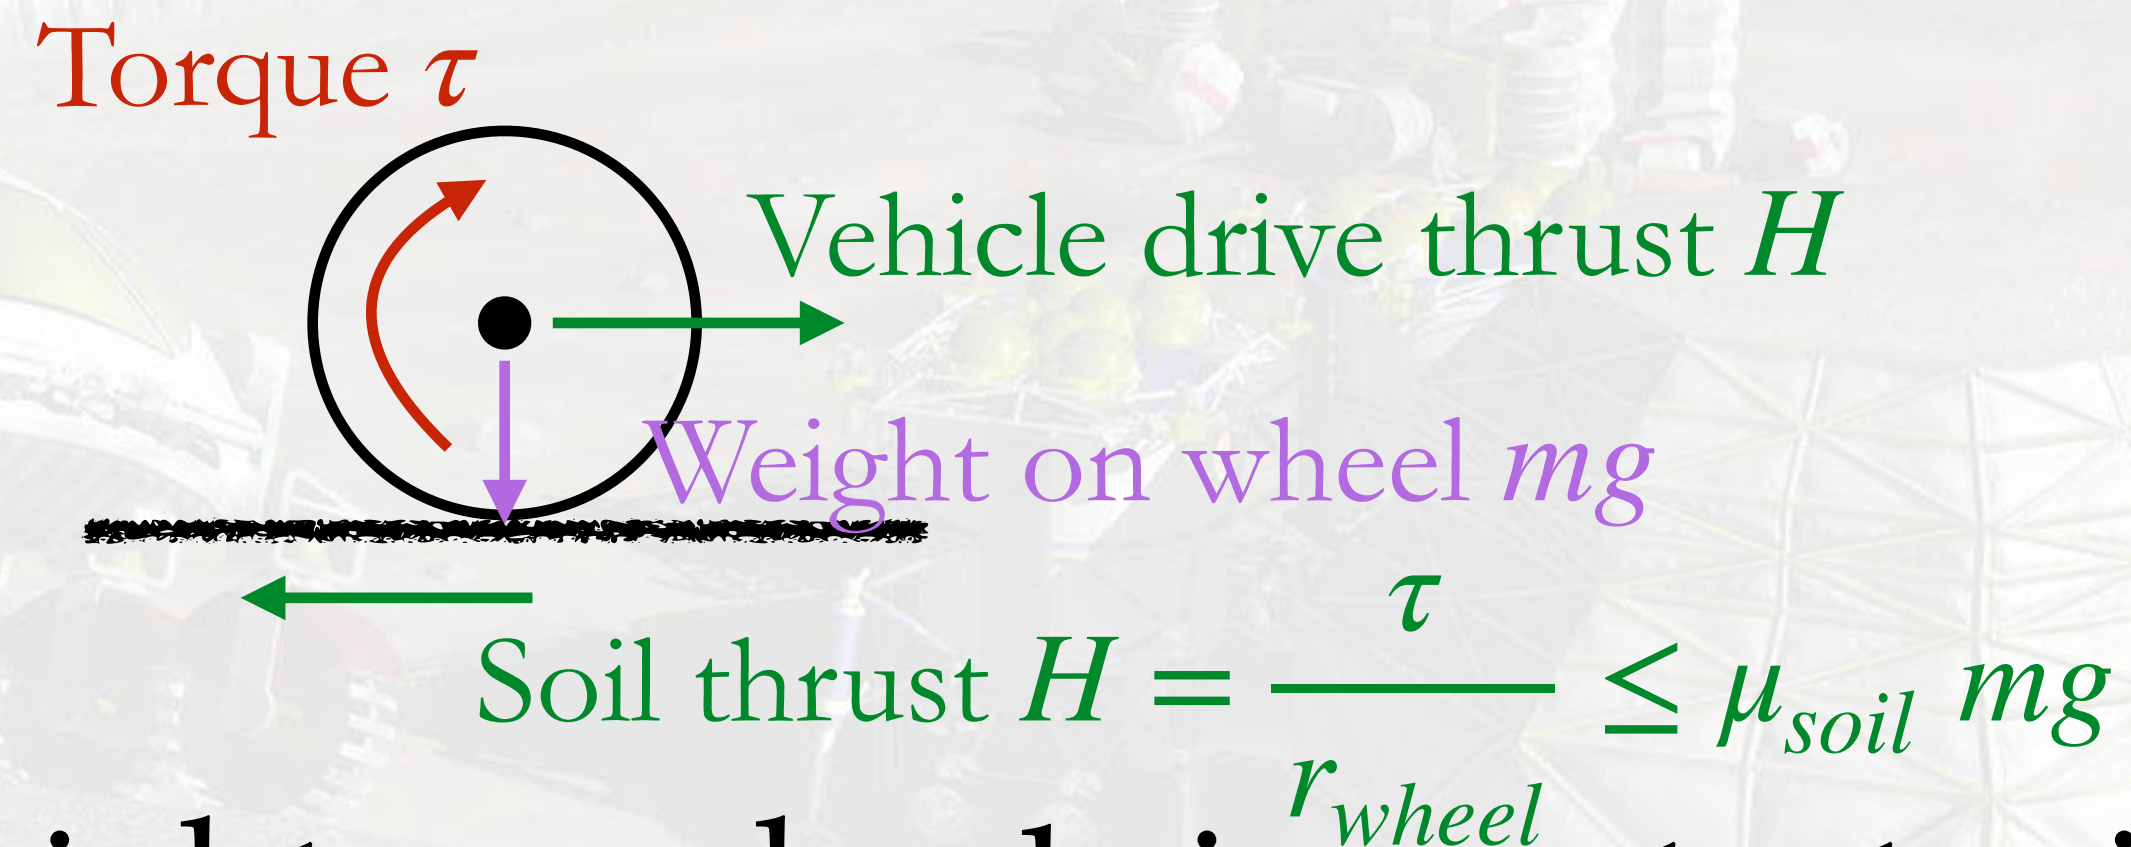 Torque τ
Vehicle drive thrust H
Weight on wheel mg
Soil thrust H = τ / r_wheel ≤ μ_soil mg